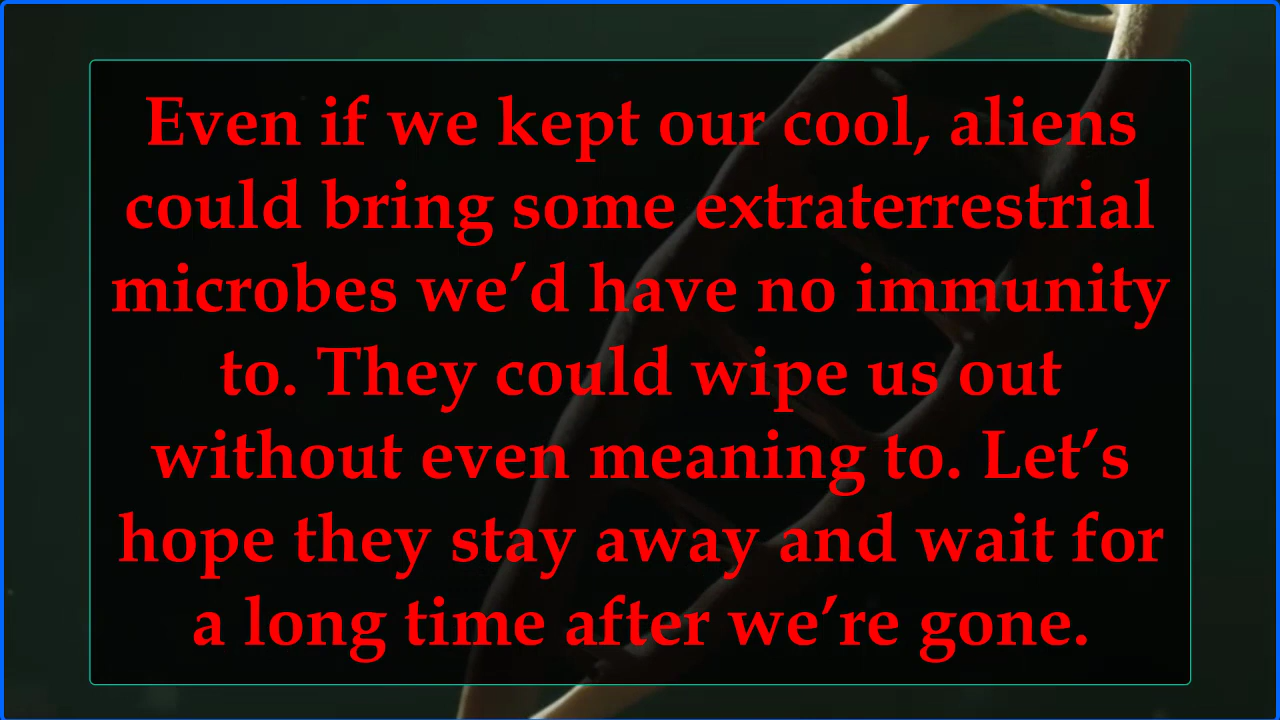 Even if we kept our cool, aliens
could bring some extraterrestrial
microbes we’d have no immunity
to. They could wipe us out
without even meaning to. Let’s
hope they stay away and wait for
a long time after we’re gone.